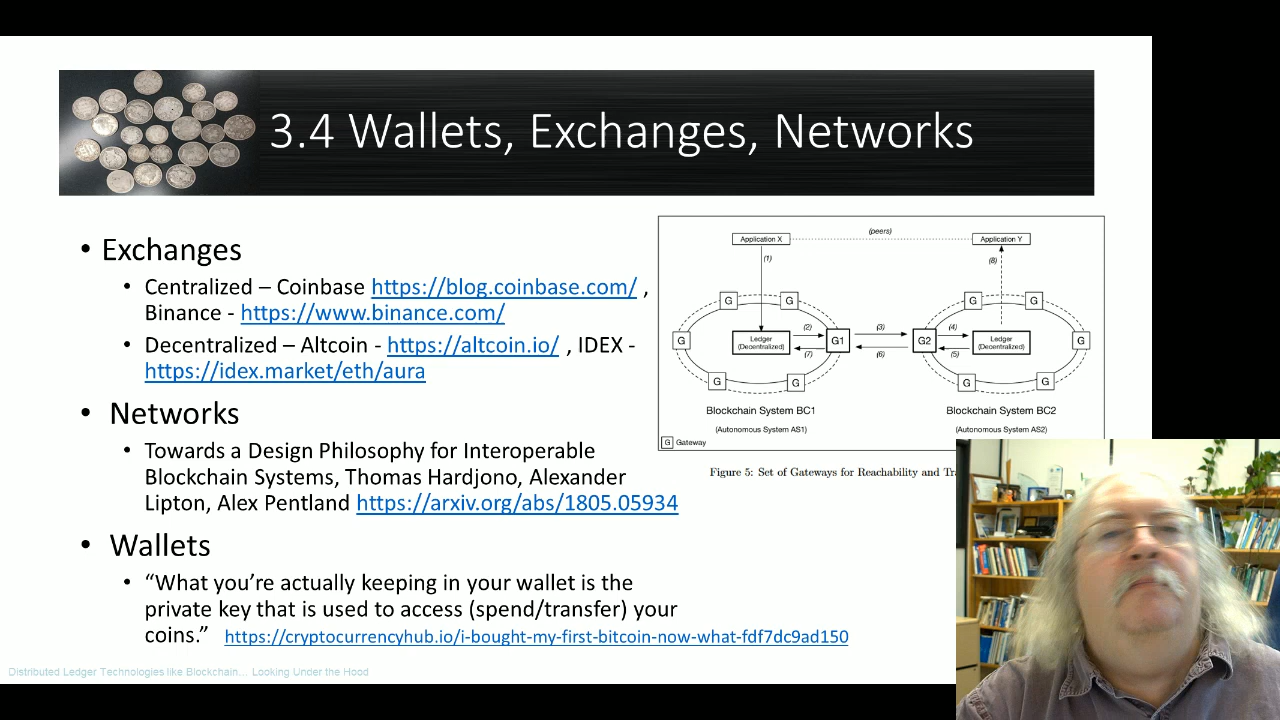 3.4 Wallets, Exchanges, Networks
• Exchanges
• Centralized – Coinbase https://blog.coinbase.com/ ,
Binance - https://www.binance.com/
• Decentralized – Altcoin - https://altcoin.io/ , IDEX -
https://idex.market/eth/aura
• Networks
• Towards a Design Philosophy for Interoperable
Blockchain Systems, Thomas Hardjono, Alexander
Lipton, Alex Pentland https://arxiv.org/abs/1805.05934
• Wallets
• “What you’re actually keeping in your wallet is the
private key that is used to access (spend/transfer) your
coins.” https://cryptocurrencyhub.io/i-bought-my-first-bitcoin-now-what-fdf7dc9ad150
Application X
(peers)
Application Y
(1)
(8)
G G G G
G
Ledger
(Decentralized)
(2)
(7)
G1
(3)
(6)
G2
(4)
(5)
Ledger
(Decentralized)
G
G G G G
Blockchain System BC1
(Autonomous System AS1)
Blockchain System BC2
(Autonomous System AS2)
G Gateway
Figure 5: Set of Gateways for Reachability and
Distributed Ledger Technologies like Blockchain... Looking Under the Hood